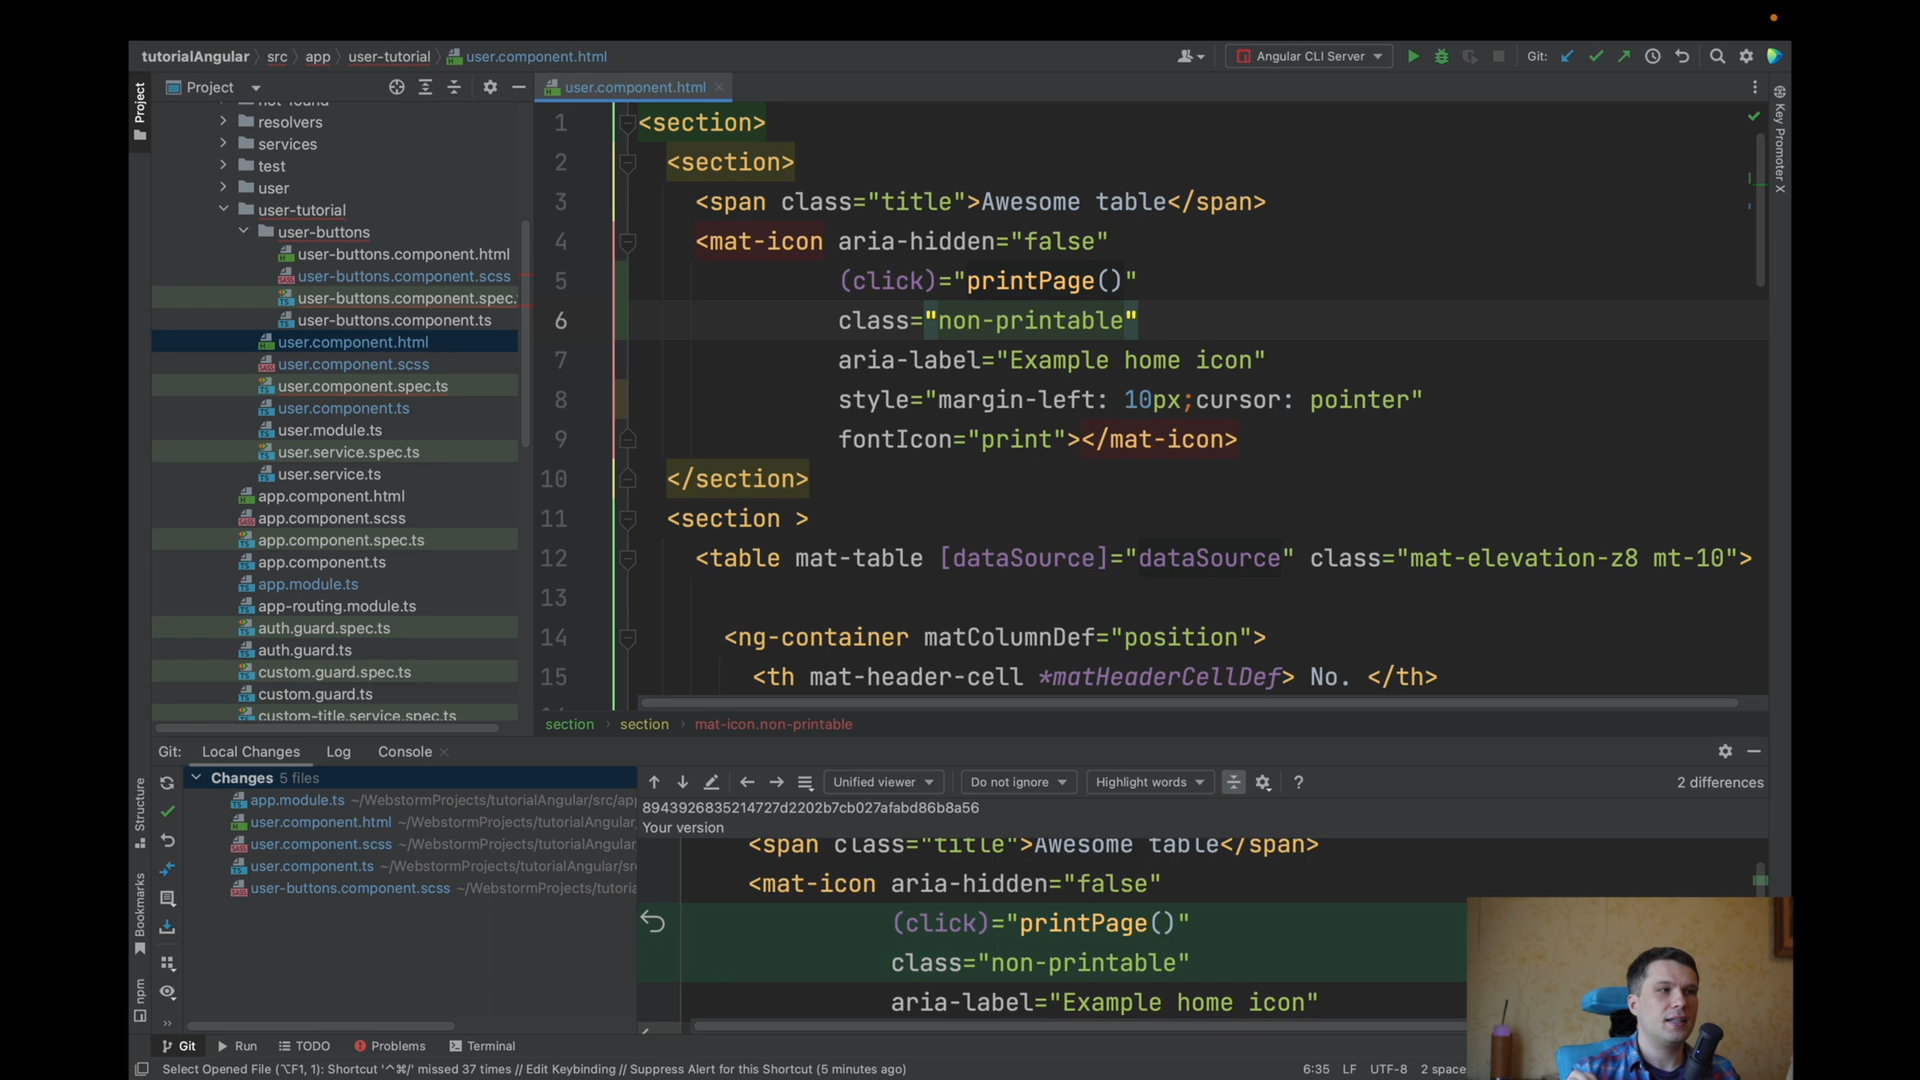 tutorialAngular src app user-tutorial user.component.html
Angular CLI Server Git:
Project
user.component.html
Project
Key Promoter X
resolvers
services
test
user
user-tutorial
user-buttons
user-buttons.component.html
user-buttons.component.scss
user-buttons.component.spec.
user-buttons.component.ts
user.component.html
user.component.scss
user.component.spec.ts
user.component.ts
user.module.ts
user.service.spec.ts
user.service.ts
app.component.html
app.component.scss
app.component.spec.ts
app.component.ts
app.module.ts
app-routing.module.ts
auth.guard.spec.ts
auth.guard.ts
custom.guard.spec.ts
custom.guard.ts
custom-title.service.spec.ts
1 <section>
2 <section>
3 <span class="title">Awesome table</span>
4 <mat-icon aria-hidden="false"
5 (click)="printPage()"
6 class="non-printable"
7 aria-label="Example home icon"
8 style="margin-left: 10px;cursor: pointer"
9 fontIcon="print"></mat-icon>
10 </section>
11 <section >
12 <table mat-table [dataSource]="dataSource" class="mat-elevation-z8 mt-10">
13
14 <ng-container matColumnDef="position">
15 <th mat-header-cell *matHeaderCellDef> No. </th>
section section mat-icon.non-printable
Git: Local Changes Log Console
Changes 5 files
app.module.ts ~/WebstormProjects/tutorialAngular/src/app
user.component.html ~/WebstormProjects/tutorialAngular,
user.component.scss ~/WebstormProjects/tutorialAngular
user.component.ts ~/WebstormProjects/tutorialAngular/sr
user-buttons.component.scss ~/WebstormProjects/tutoria
Unified viewer Do not ignore Highlight words ? 2 differences
8943926835214727d2202b7cb027afabd86b8a56
Your version
<span class="title">Awesome table</span>
<mat-icon aria-hidden="false"
(click)="printPage()"
class="non-printable"
aria-label="Example home icon"
Structure
Bookmarks
npm
Git Run TODO Problems Terminal
Select Opened File (⌥F1, 1): Shortcut '^⌘/' missed 37 times // Edit Keybinding // Suppress Alert for this Shortcut (5 minutes ago)
6:35 LF UTF-8 2 space